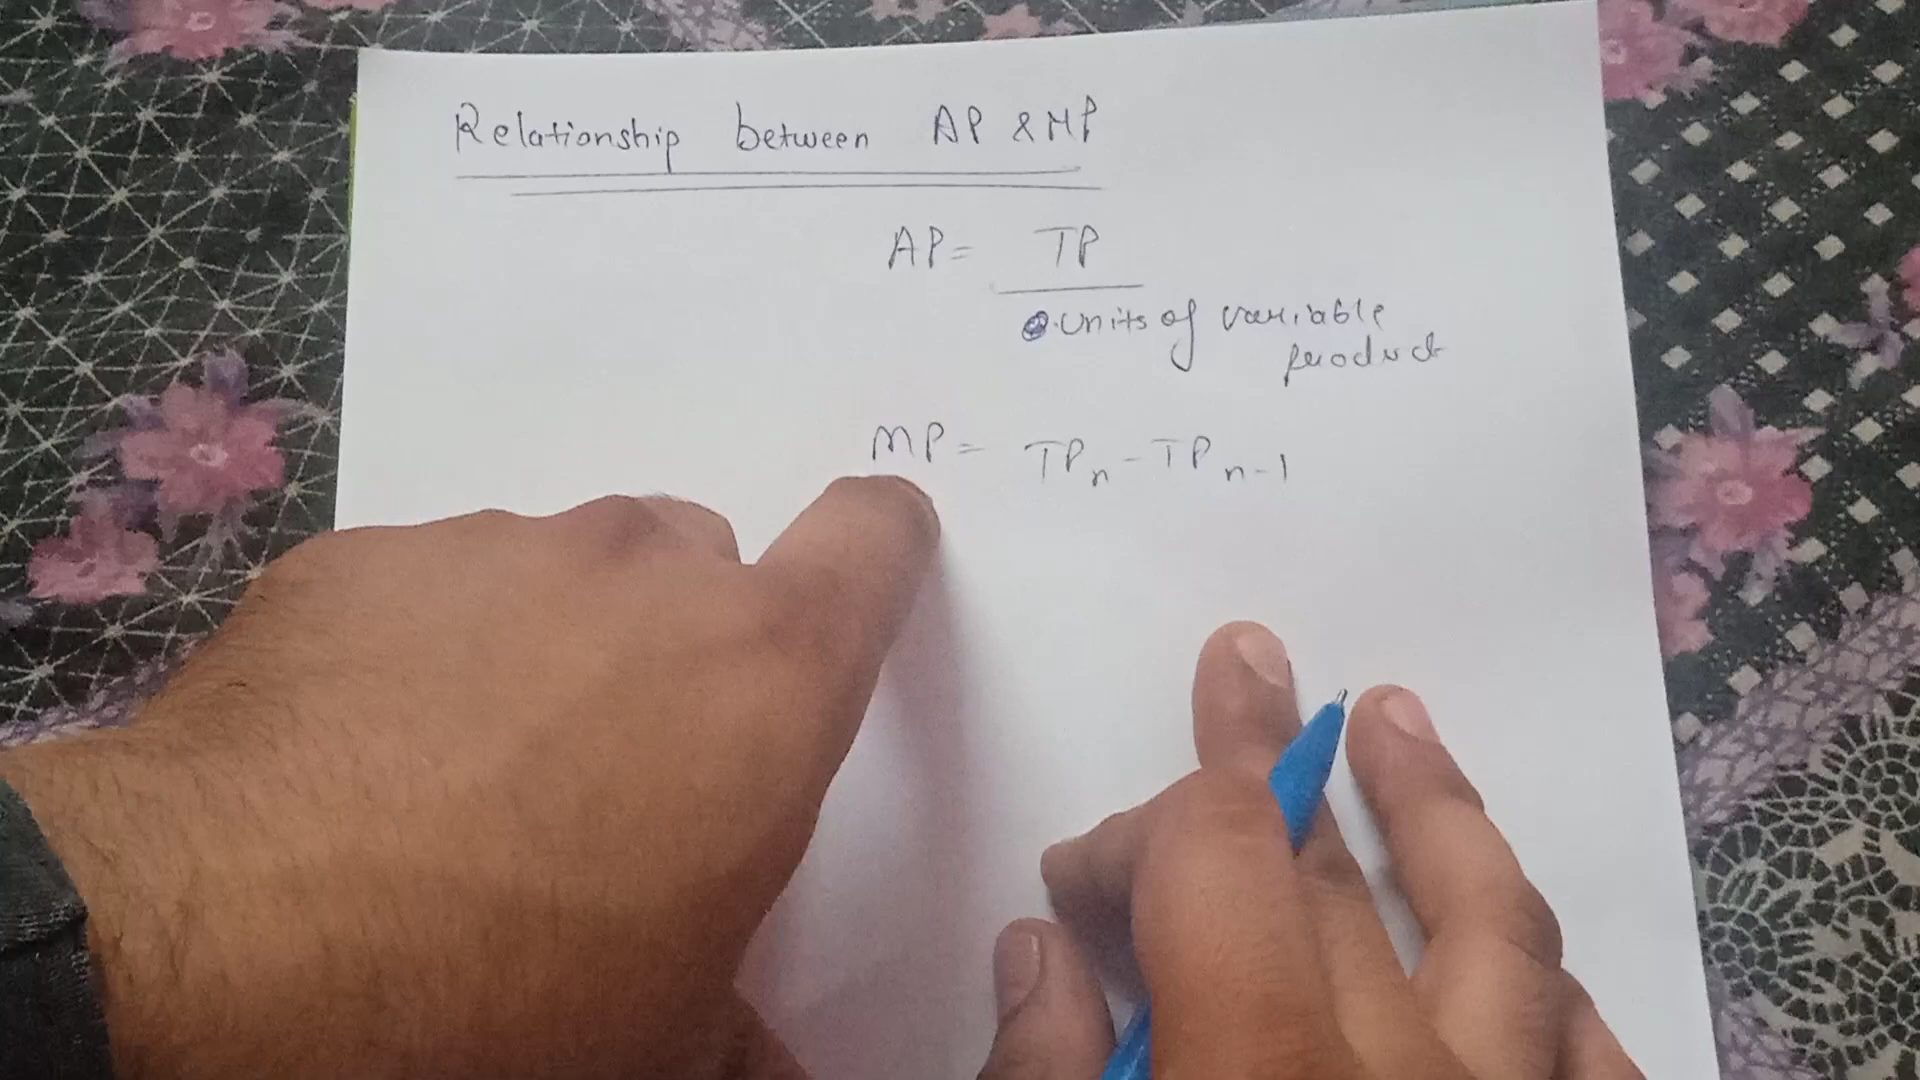 Relationship between AP & MP
AP = TP
Units of variable
product
MP = TPn - TPn-1